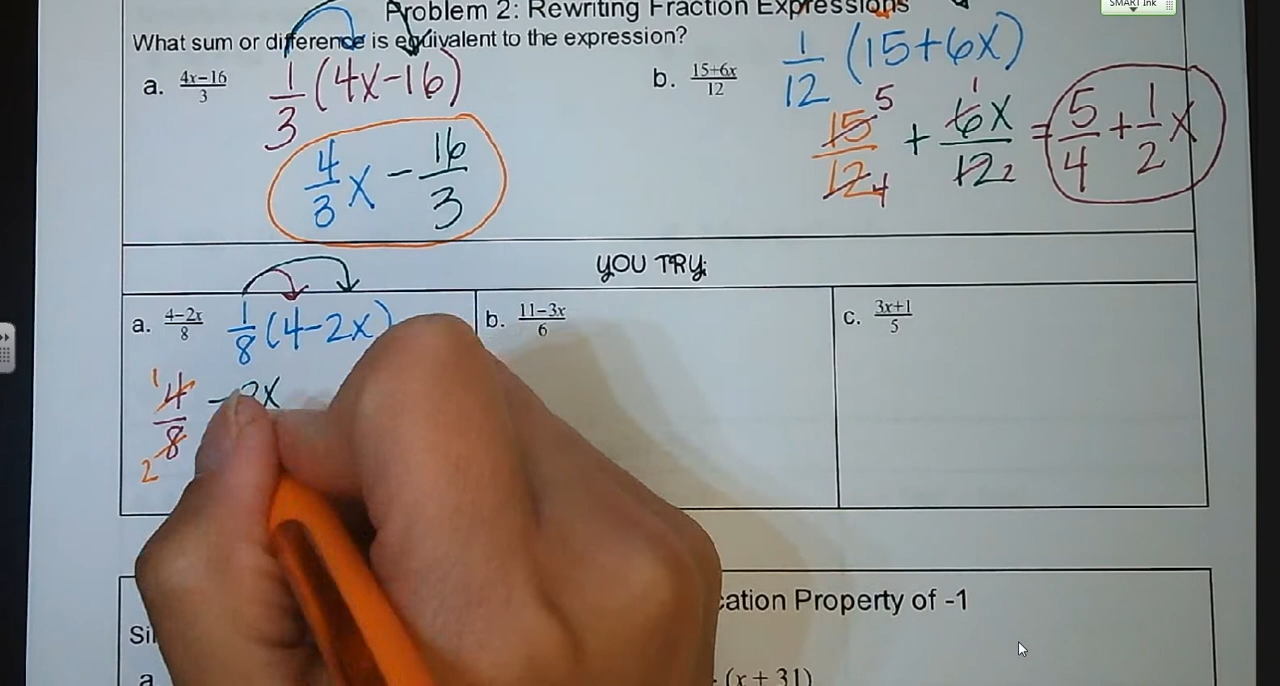 Problem 2: Rewriting Fraction Expressions
SMART Ink
What sum or difference is equivalent to the expression?
a. (4x−16)/3
1/3 (4x−16)
4/3 x − 16/3
b. (15+6x)/12
1/12 (15+6x)
15/12 5 4 + 6x/12 1 2 = 5/4 + 1/2 x
YOU TRY:
a. (4−2x)/8
1/8 (4−2x)
1 4/8 2 − 2x
b. (11−3x)/6
c. (3x+1)/5
cation Property of -1
Si
a
(x + 31)